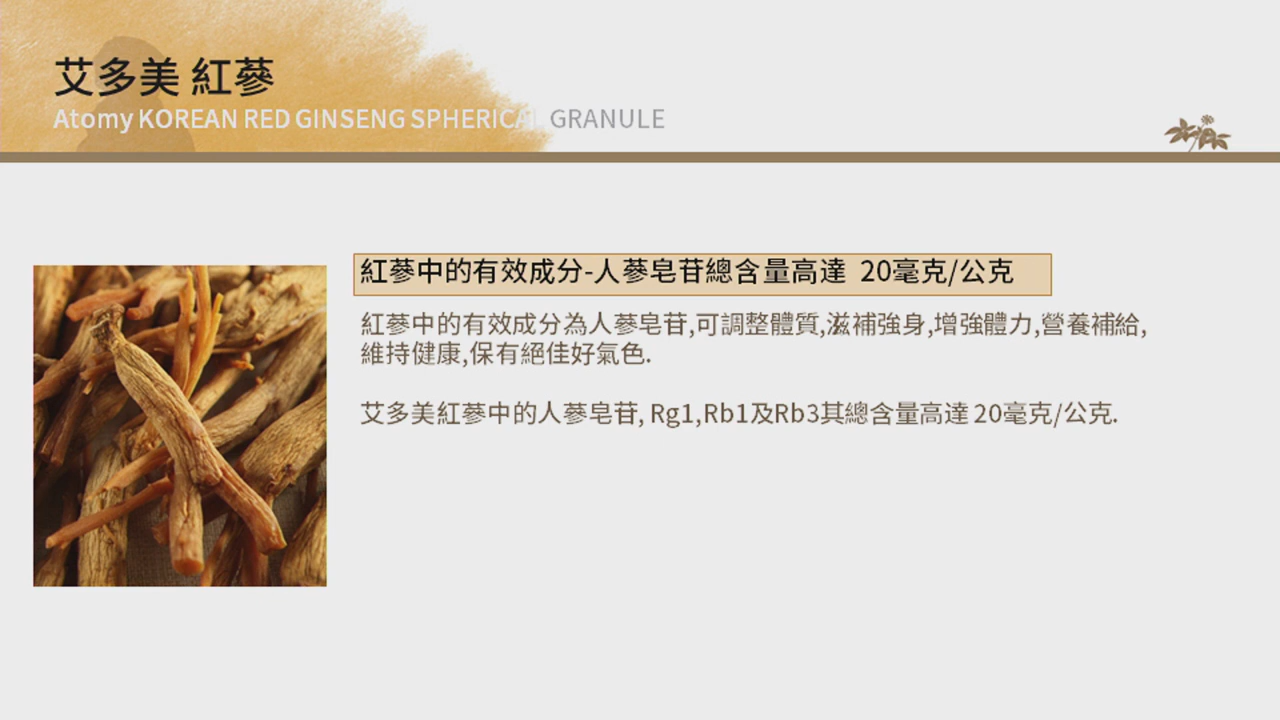 艾多美 紅蔘
Atomy KOREAN RED GINSENG SPHERICAL GRANULE
紅蔘中的有效成分-人蔘皂苷總含量高達 20毫克/公克
紅蔘中的有效成分為人蔘皂苷,可調整體質,滋補強身,增強體力,營養補給,
維持健康,保有絕佳好氣色.
艾多美紅蔘中的人蔘皂苷, Rg1,Rb1及Rb3其總含量高達 20毫克/公克.